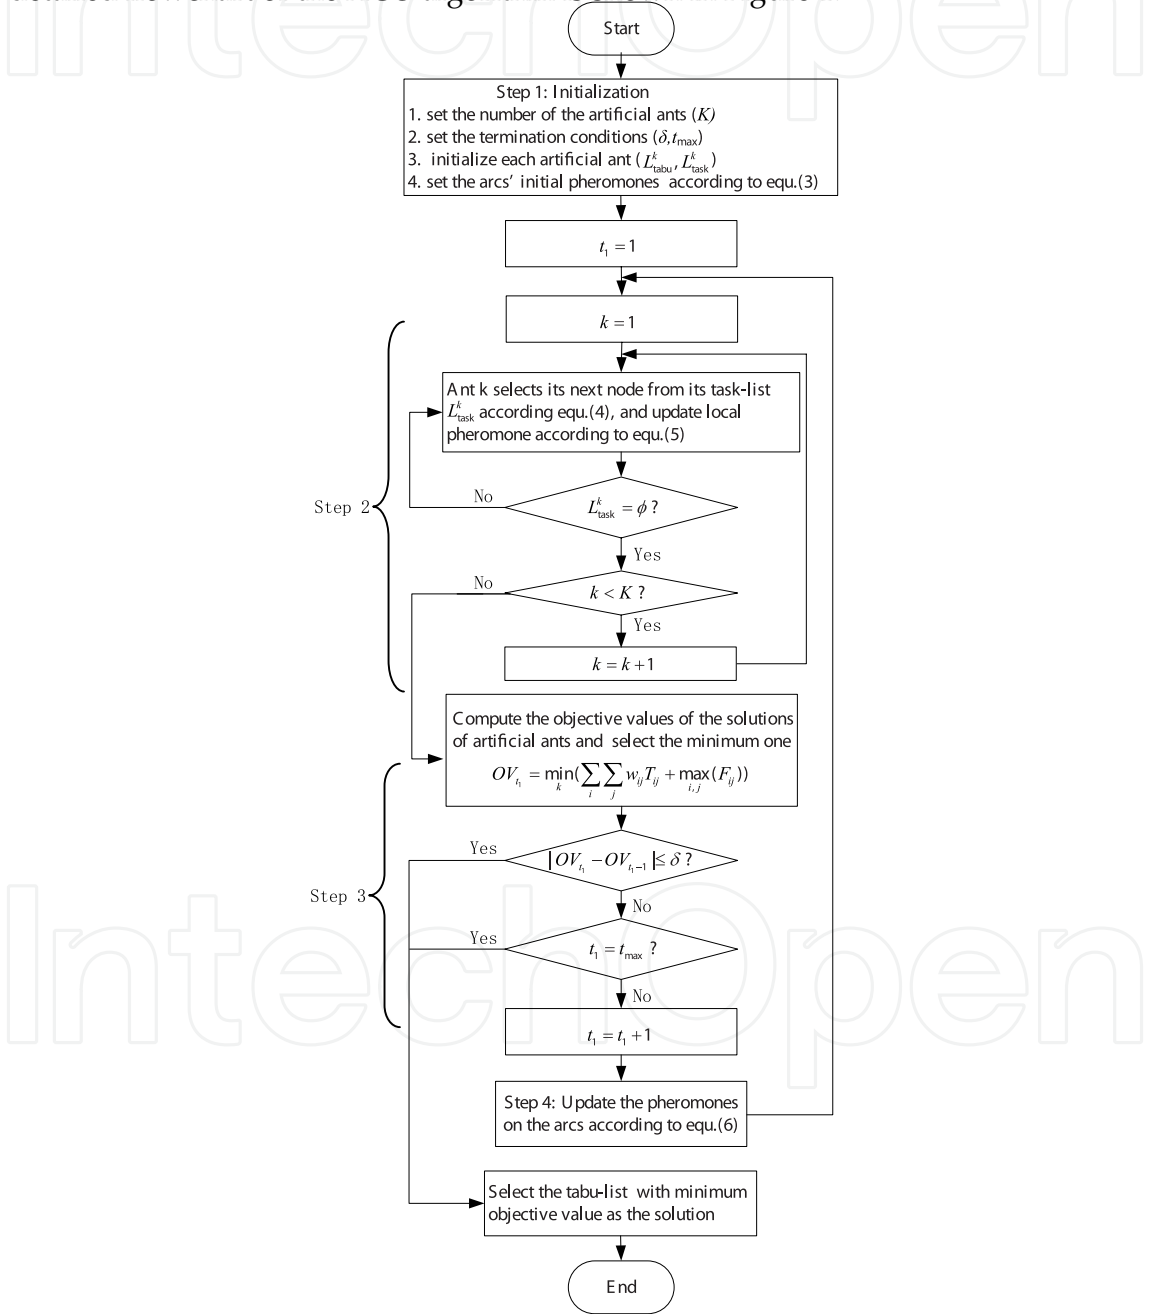 Start
Step 1: Initialization
1. set the number of the artificial ants (K)
2. set the termination conditions (δ,t_max)
3. initialize each artificial ant (L^k_tabu, L^k_task)
4. set the arcs' initial pheromones according to equ.(3)
t_1 = 1
k = 1
Ant k selects its next node from its task-list
L^k_task according equ.(4), and update local
pheromone according to equ.(5)
No
Step 2
L^k_task = ϕ ?
Yes
No
k < K ?
Yes
k = k + 1
Compute the objective values of the solutions
of artificial ants and select the minimum one
OV_{t_1} = min_k(∑_i ∑_j w_ij T_ij + max_{i,j}(F_ij))
Yes
|OV_{t_1} − OV_{t_1−1}| ≤ δ ?
Step 3
No
Yes
t_1 = t_max ?
No
t_1 = t_1 + 1
Step 4: Update the pheromones
on the arcs according to equ.(6)
Select the tabu-list with minimum
objective value as the solution
End
IntechOpen
IntechOpen